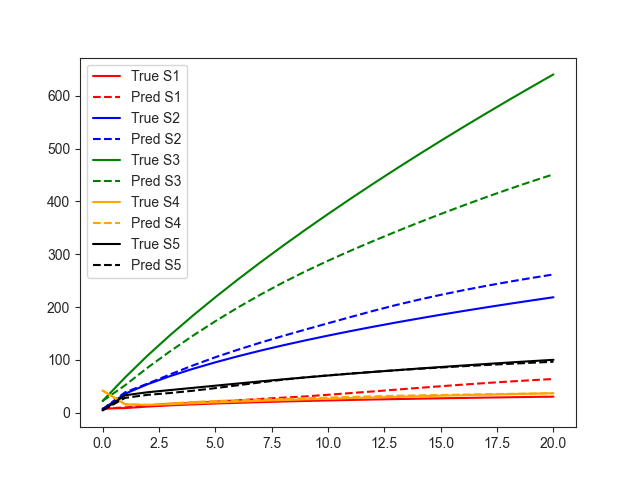 True S1
Pred S1
True S2
Pred S2
True S3
Pred S3
True S4
Pred S4
True S5
Pred S5
600
500
400
300
200
100
0
0.0 2.5 5.0 7.5 10.0 12.5 15.0 17.5 20.0